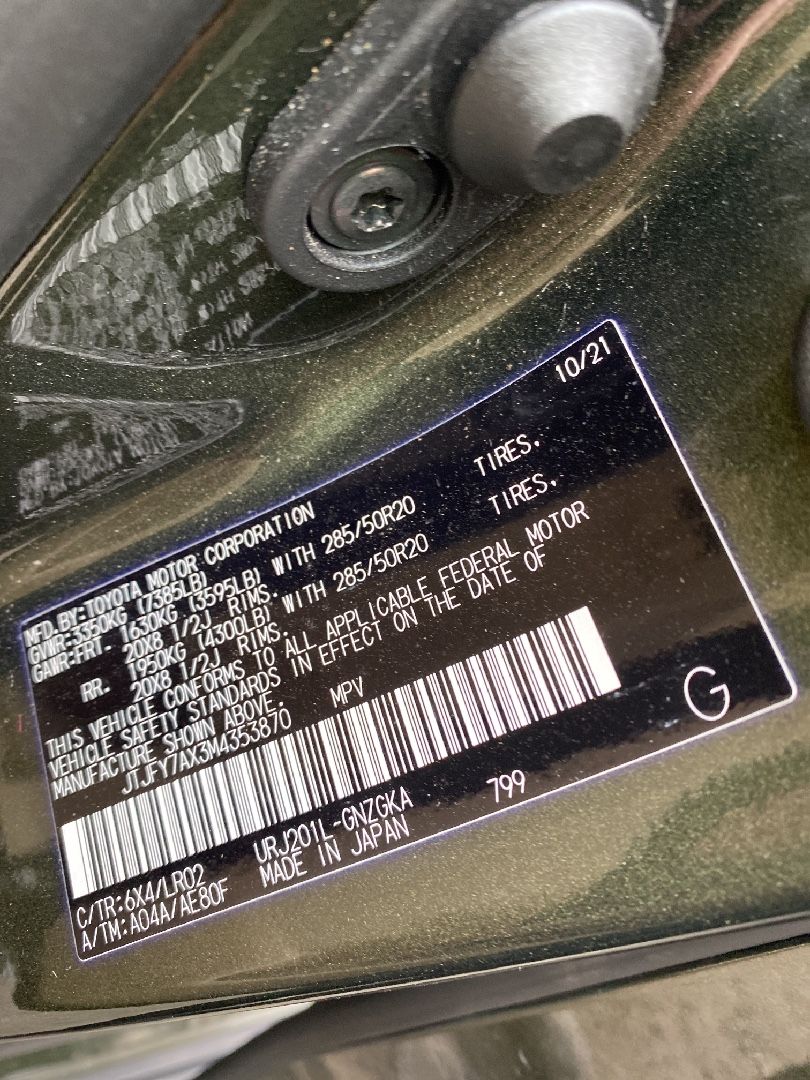 10/21
MFD.BY:TOYOTA MOTOR CORPORATION
GVWR:3350KG (7385LB)
GAWR:FRT. 1630KG (3595LB) WITH 285/50R20 TIRES,
20X8 1/2J RIMS.
RR. 1950KG (4300LB) WITH 285/50R20 TIRES,
20X8 1/2J RIMS.
THIS VEHICLE CONFORMS TO ALL APPLICABLE FEDERAL MOTOR
VEHICLE SAFETY STANDARDS IN EFFECT ON THE DATE OF
MANUFACTURE SHOWN ABOVE.
JTJFY7AX3M4353870 MPV
G
C/TR:6X4/LR02 URJ201L-GNZGKA 799
A/TM:A04A/AE80F MADE IN JAPAN